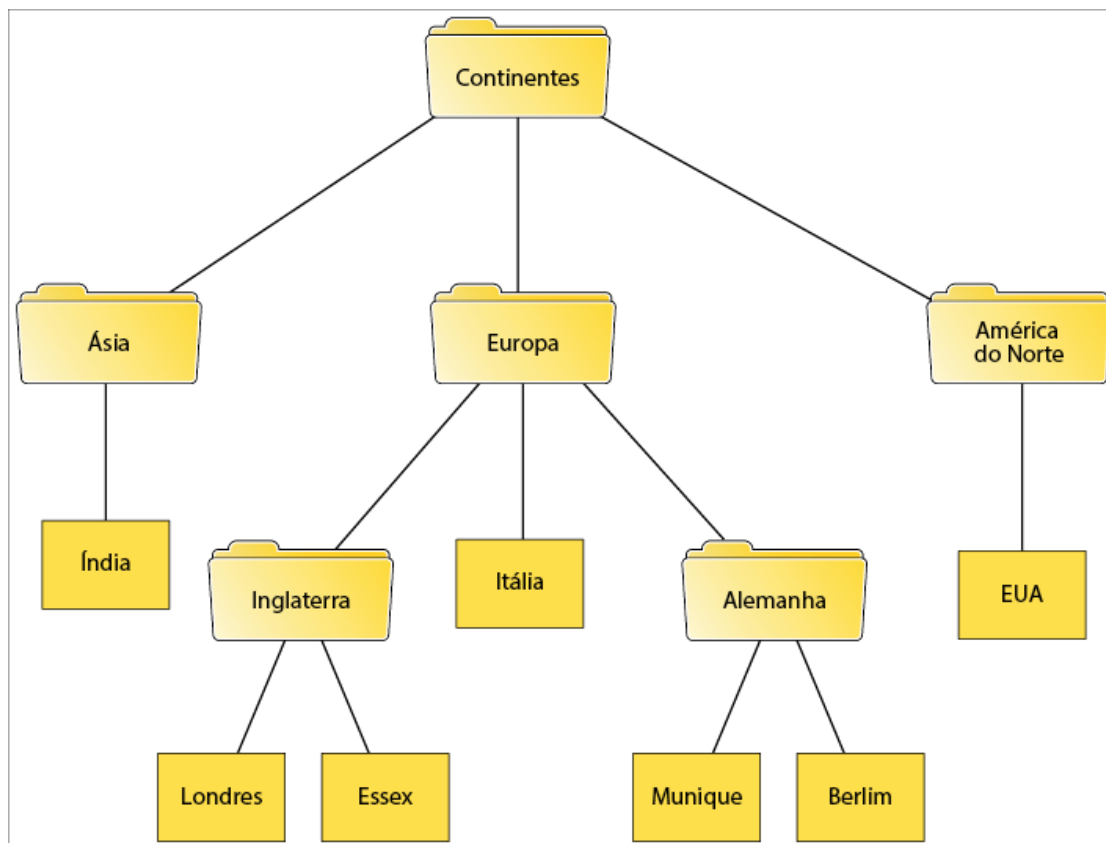 Continentes
Ásia
Europa
América
do Norte
Índia
Inglaterra
Itália
Alemanha
EUA
Londres
Essex
Munique
Berlim